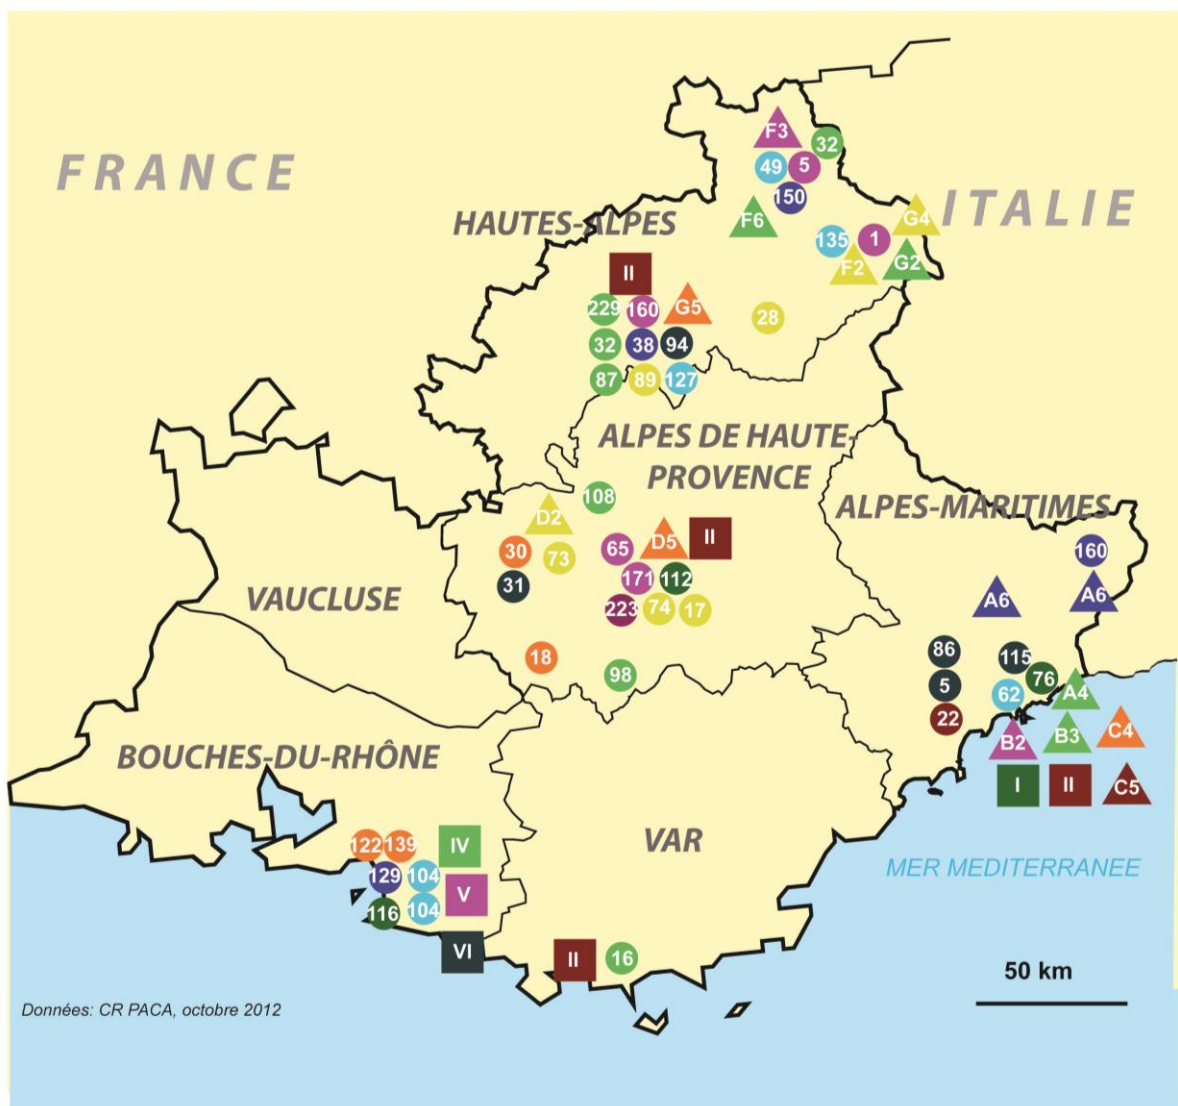 F3
32
FRANCE
49
5
150
ITALIE
HAUTES-ALPES
F6
G4
135
1
F2
G2
II
229
160
G5
28
32
38
94
87
89
127
ALPES DE HAUTE-
PROVENCE
108
ALPES-MARITIMES
D2
D5
II
30
73
65
160
31
171
112
VAUCLUSE
A6
A6
223
74
17
18
98
86
115
5
62
76
A4
22
B2
B3
C4
BOUCHES-DU-RHÔNE
I
II
C5
VAR
122
139
IV
MER MEDITERRANEE
129
104
V
116
104
VI
II
16
50 km
Données: CR PACA, octobre 2012